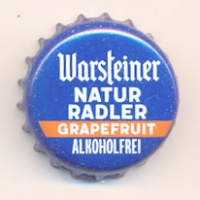 Warsteiner
NATUR
RADLER
GRAPEFRUIT
ALKOHOLFREI